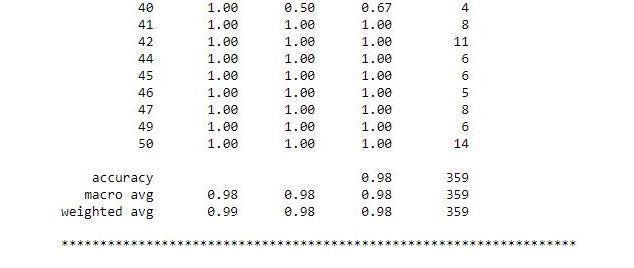 40 1.00 0.50 0.67 4
41 1.00 1.00 1.00 8
42 1.00 1.00 1.00 11
44 1.00 1.00 1.00 6
45 1.00 1.00 1.00 6
46 1.00 1.00 1.00 5
47 1.00 1.00 1.00 8
49 1.00 1.00 1.00 6
50 1.00 1.00 1.00 14
accuracy 0.98 359
macro avg 0.98 0.98 0.98 359
weighted avg 0.99 0.98 0.98 359
*******************************************************************